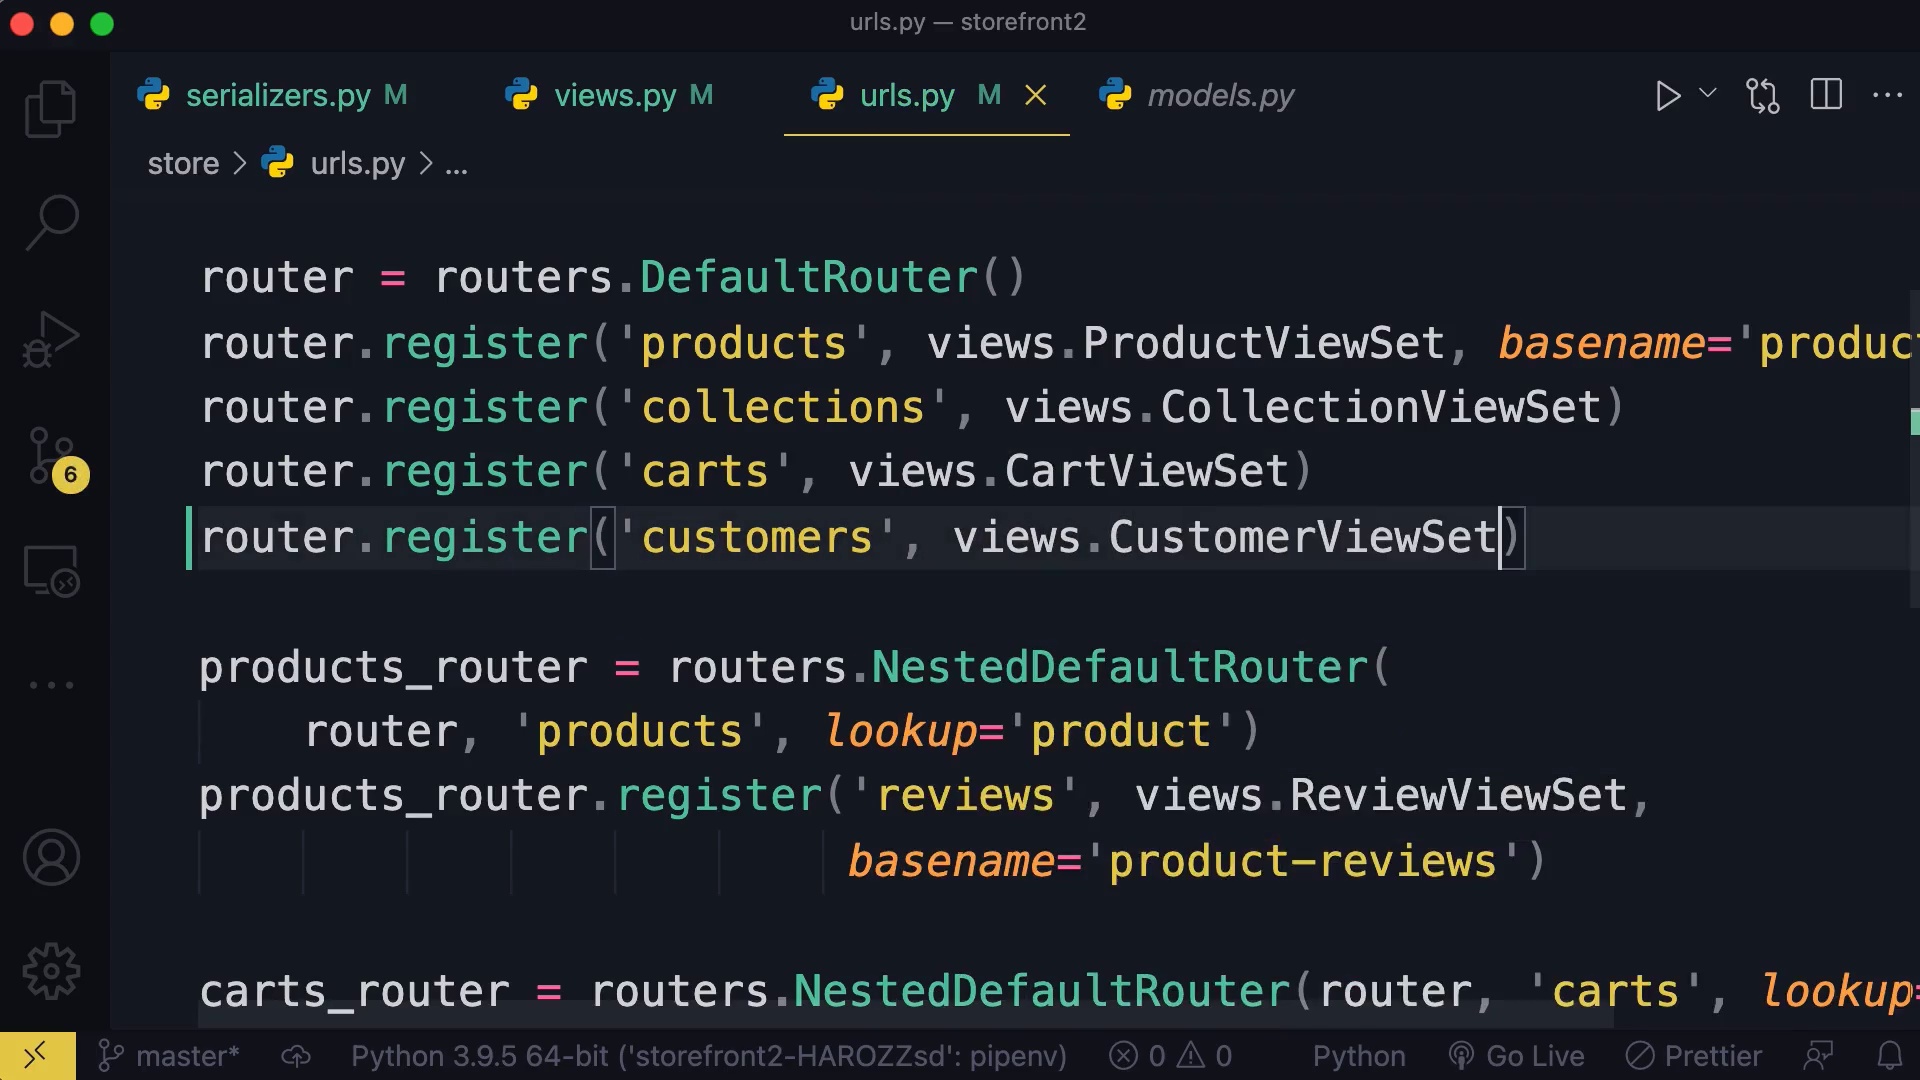 urls.py — storefront2
serializers.py M
views.py M
urls.py M
models.py
store > urls.py > ...
router = routers.DefaultRouter()
router.register('products', views.ProductViewSet, basename='produc
router.register('collections', views.CollectionViewSet)
router.register('carts', views.CartViewSet)
router.register('customers', views.CustomerViewSet)
products_router = routers.NestedDefaultRouter(
    router, 'products', lookup='product')
products_router.register('reviews', views.ReviewViewSet,
                         basename='product-reviews')
carts_router = routers.NestedDefaultRouter(router, 'carts', lookup=
6
master*
Python 3.9.5 64-bit ('storefront2-HAROZZsd': pipenv)
0
0
Python
Go Live
Prettier